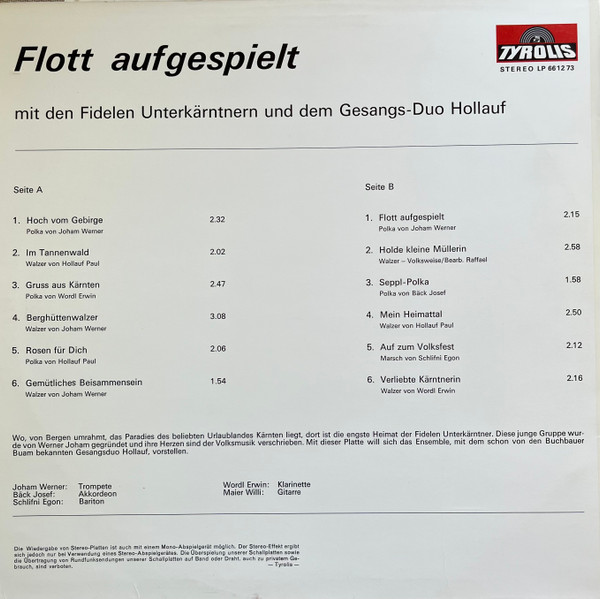 Flott aufgespielt
TYROLIS
STEREO LP 661273
mit den Fidelen Unterkärntnern und dem Gesangs-Duo Hollauf
Seite A
1. Hoch vom Gebirge 2.32
Polka von Joham Werner
2. Im Tannenwald 2.02
Walzer von Hollauf Paul
3. Gruss aus Kärnten 2.47
Polka von Wordl Erwin
4. Berghüttenwalzer 3.08
Walzer von Joham Werner
5. Rosen für Dich 2.06
Polka von Hollauf Paul
6. Gemütliches Beisammensein 1.54
Walzer von Joham Werner
Seite B
1. Flott aufgespielt 2.15
Polka von Joham Werner
2. Holde kleine Müllerin 2.58
Walzer – Volksweise/Bearb. Raffael
3. Seppl-Polka 1.58
Polka von Bäck Josef
4. Mein Heimattal 2.50
Walzer von Hollauf Paul
5. Auf zum Volksfest 2.12
Marsch von Schlifni Egon
6. Verliebte Kärntnerin 2.16
Walzer von Wordl Erwin
Wo, von Bergen umrahmt, das Paradies des beliebten Urlaublandes Kärnten liegt, dort ist die engste Heimat der Fidelen Unterkärntner. Diese junge Gruppe wur-
de von Werner Joham gegründet und ihre Herzen sind der Volksmusik verschrieben. Mit dieser Platte will sich das Ensemble, mit dem schon von den Buchbauer
Buam bekannten Gesangsduo Hollauf, vorstellen.
Joham Werner: Trompete
Bäck Josef: Akkordeon
Schlifni Egon: Bariton
Wordl Erwin: Klarinette
Maier Willi: Gitarre
Die Wiedergabe von Stereo-Platten ist auch mit einem Mono-Abspielgerät möglich. Der Stereo-Effekt ergibt
sich jedoch nur bei Verwendung eines Stereo-Abspielgerätes. Die Überspielung unserer Schallplatten sowie
die Übertragung von Rundfunksendungen unserer Schallplatten auf Band oder Draht, auch zu privatem Ge-
brauch, sind verboten. — Tyrolis —